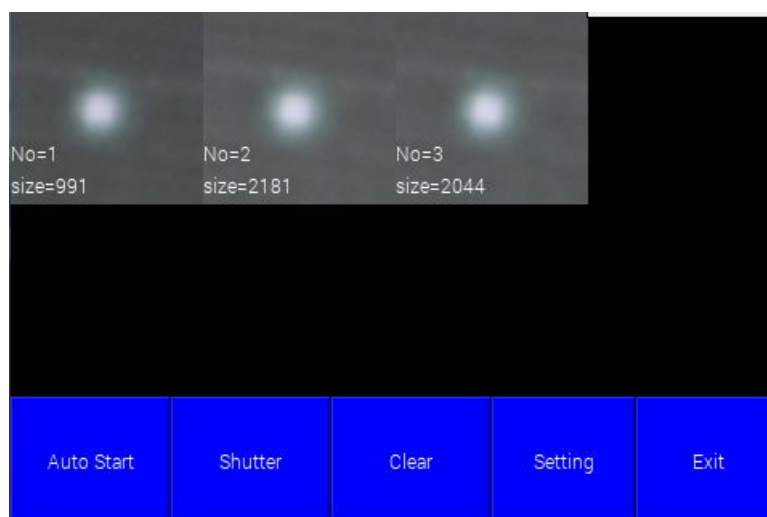 No=1
size=991
No=2
size=2181
No=3
size=2044
Auto Start
Shutter
Clear
Setting
Exit